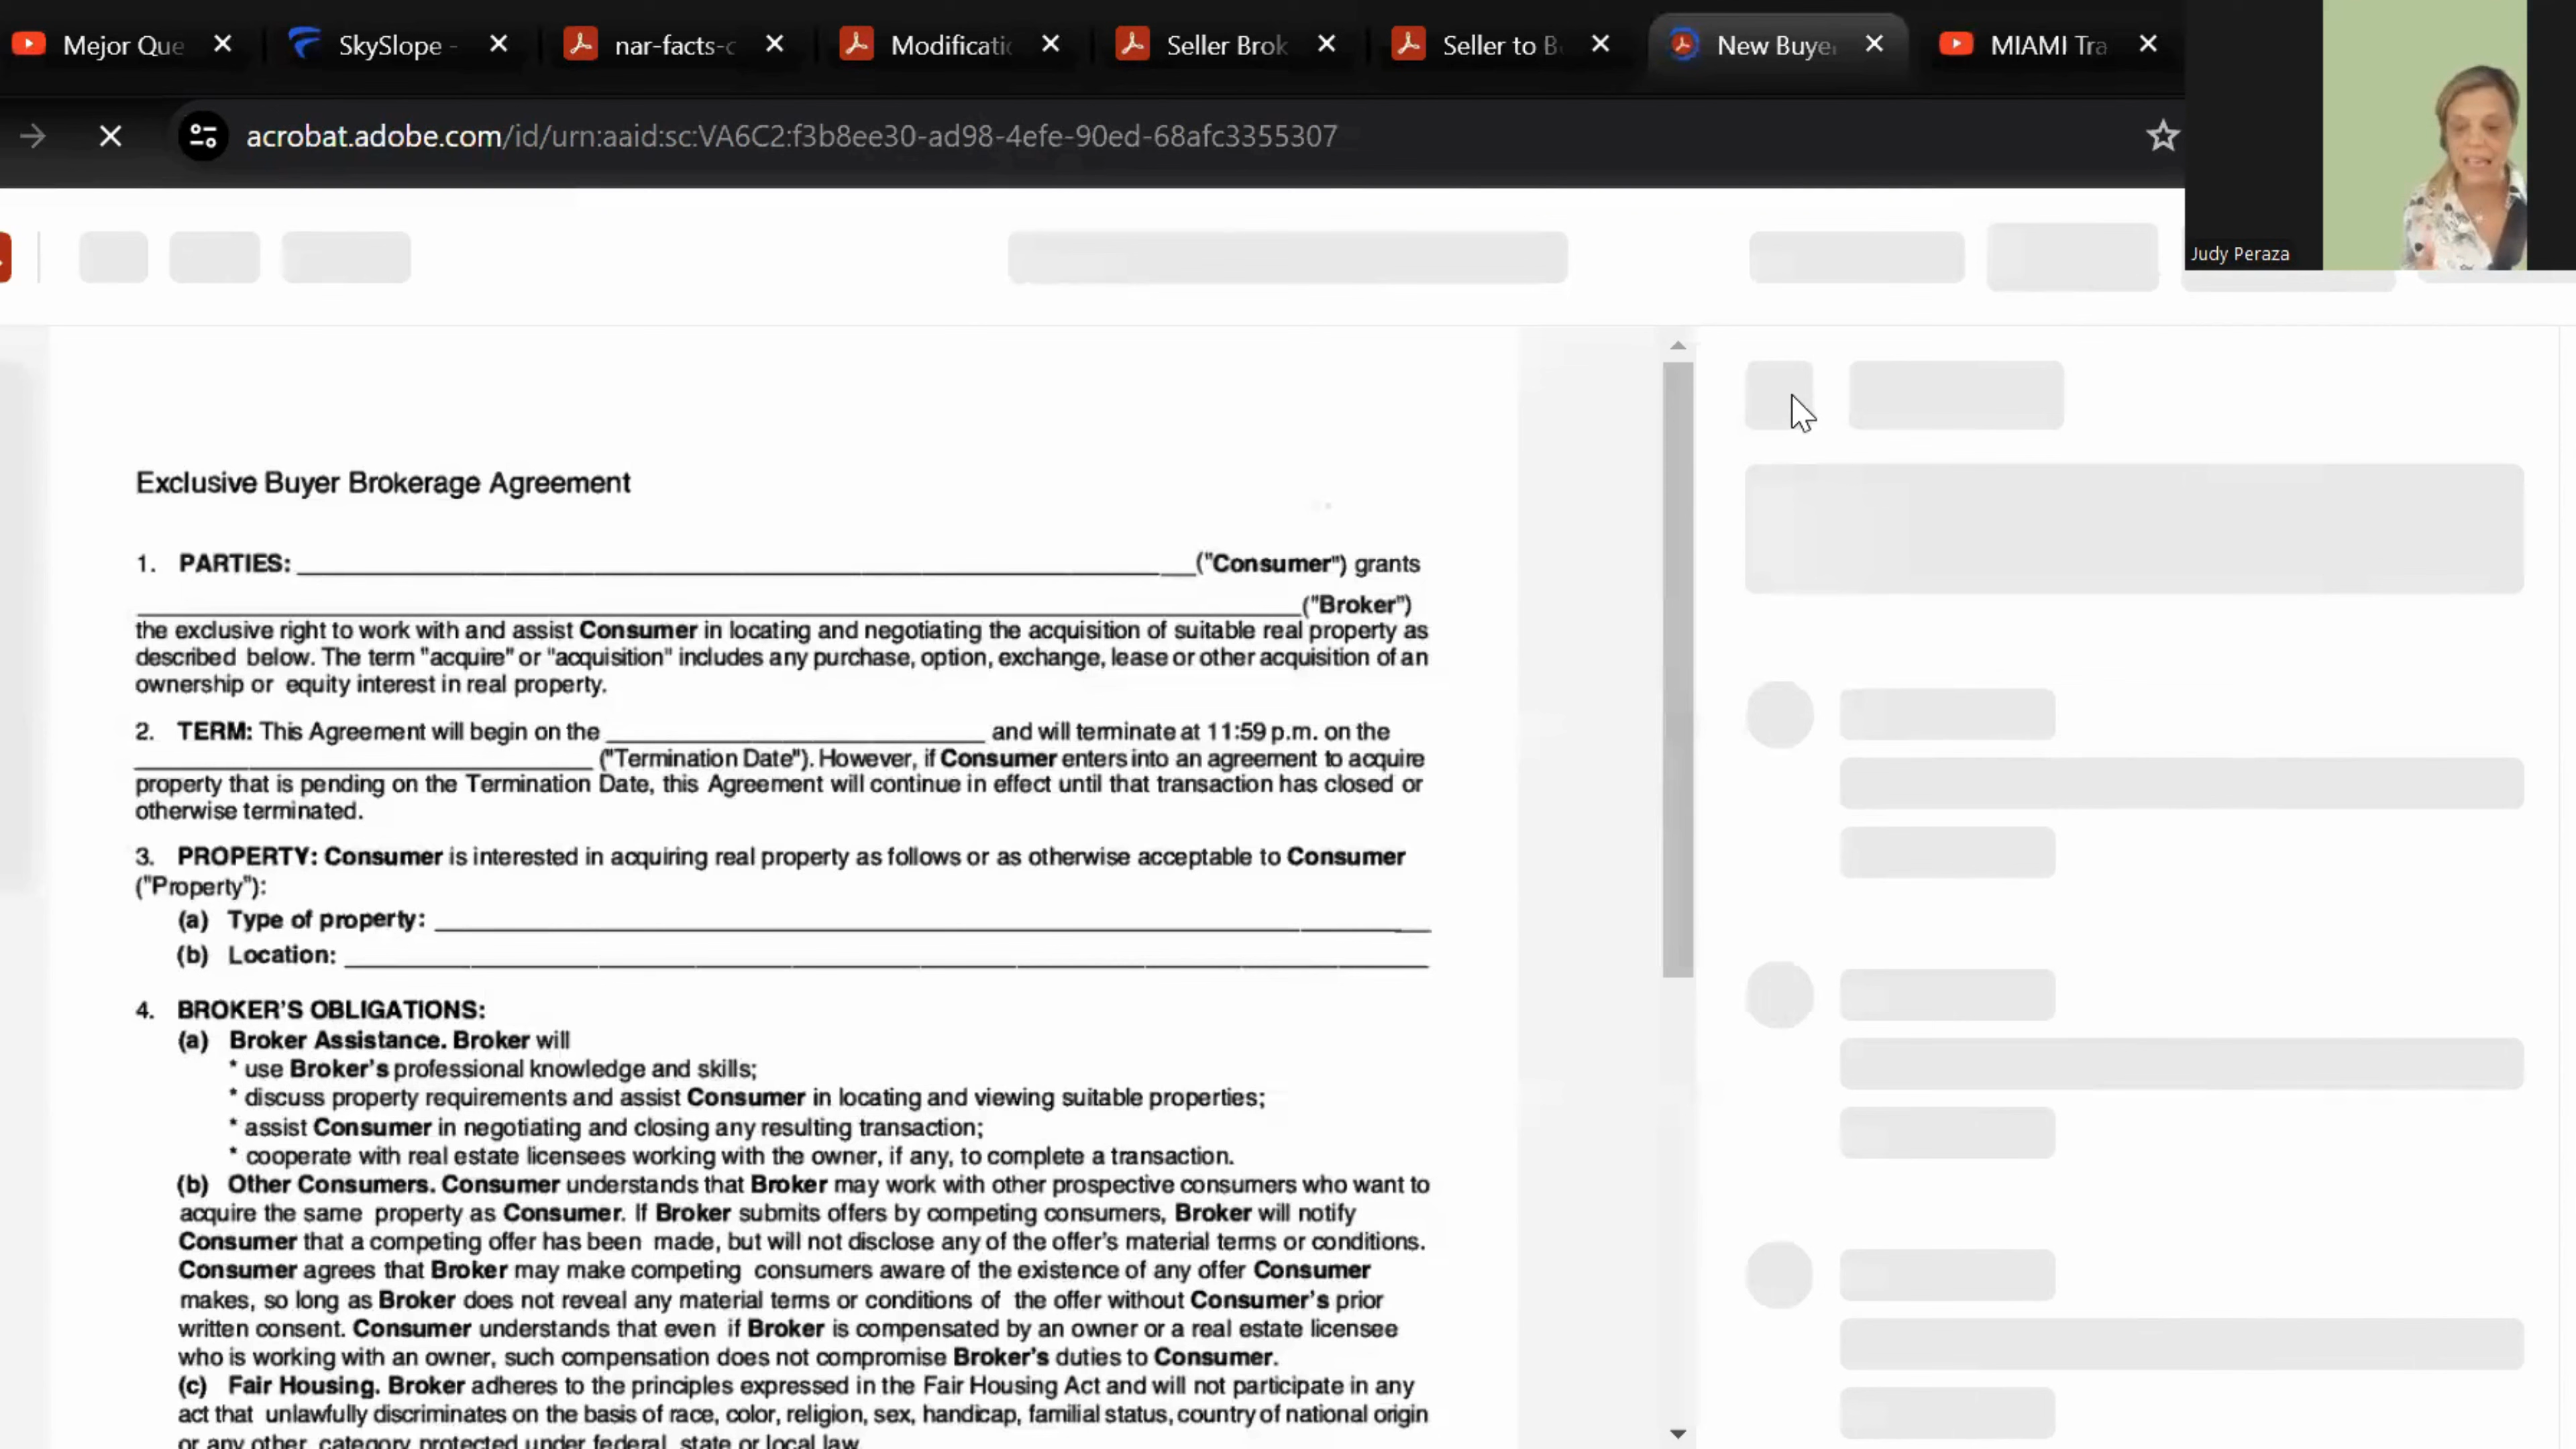 Mejor Que
SkySlope -
nar-facts-c
Modificatic
Seller Brok
Seller to B
New Buye
MIAMI Tra
acrobat.adobe.com/id/urn:aaid:sc:VA6C2:f3b8ee30-ad98-4efe-90ed-68afc3355307
Judy Peraza
Exclusive Buyer Brokerage Agreement
1. PARTIES: ("Consumer") grants
("Broker")
the exclusive right to work with and assist Consumer in locating and negotiating the acquisition of suitable real property as
described below. The term "acquire" or "acquisition" includes any purchase, option, exchange, lease or other acquisition of an
ownership or equity interest in real property.
2. TERM: This Agreement will begin on the and will terminate at 11:59 p.m. on the
("Termination Date"). However, if Consumer enters into an agreement to acquire
property that is pending on the Termination Date, this Agreement will continue in effect until that transaction has closed or
otherwise terminated.
3. PROPERTY: Consumer is interested in acquiring real property as follows or as otherwise acceptable to Consumer
("Property"):
(a) Type of property:
(b) Location:
4. BROKER'S OBLIGATIONS:
(a) Broker Assistance. Broker will
* use Broker's professional knowledge and skills;
* discuss property requirements and assist Consumer in locating and viewing suitable properties;
* assist Consumer in negotiating and closing any resulting transaction;
* cooperate with real estate licensees working with the owner, if any, to complete a transaction.
(b) Other Consumers. Consumer understands that Broker may work with other prospective consumers who want to
acquire the same property as Consumer. If Broker submits offers by competing consumers, Broker will notify
Consumer that a competing offer has been made, but will not disclose any of the offer's material terms or conditions.
Consumer agrees that Broker may make competing consumers aware of the existence of any offer Consumer
makes, so long as Broker does not reveal any material terms or conditions of the offer without Consumer's prior
written consent. Consumer understands that even if Broker is compensated by an owner or a real estate licensee
who is working with an owner, such compensation does not compromise Broker's duties to Consumer.
(c) Fair Housing. Broker adheres to the principles expressed in the Fair Housing Act and will not participate in any
act that unlawfully discriminates on the basis of race, color, religion, sex, handicap, familial status, country of national origin
or any other category protected under federal, state or local law.